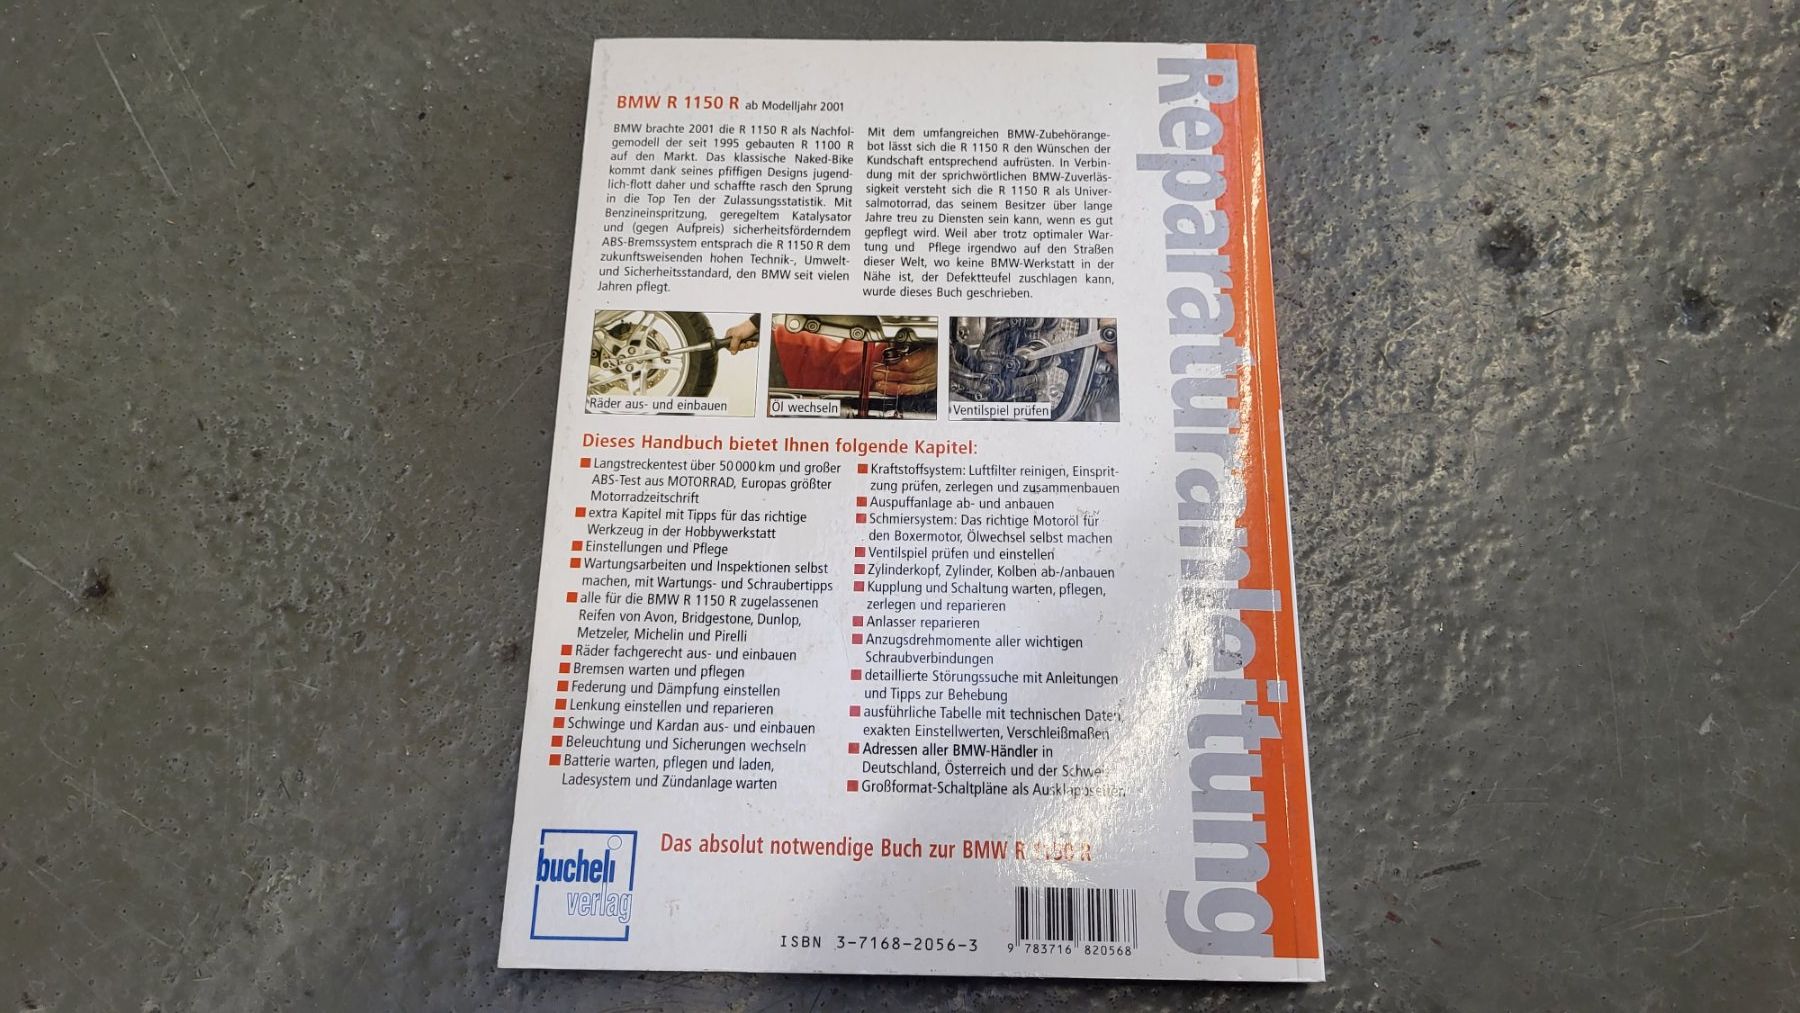 BMW R 1150 R ab Modelljahr 2001
BMW brachte 2001 die R 1150 R als Nachfol-
gemodell der seit 1995 gebauten R 1100 R
auf den Markt. Das klassische Naked-Bike
kommt dank seines pfiffigen Designs jugend-
lich-flott daher und schaffte rasch den Sprung
in die Top Ten der Zulassungsstatistik. Mit
Benzineinspritzung, geregeltem Katalysator
und (gegen Aufpreis) sicherheitsförderndem
ABS-Bremssystem entsprach die R 1150 R dem
zukunftsweisenden hohen Technik-, Umwelt-
und Sicherheitsstandard, den BMW seit vielen
Jahren pflegt.
Mit dem umfangreichen BMW-Zubehörange-
bot lässt sich die R 1150 R den Wünschen der
Kundschaft entsprechend aufrüsten. In Verbin-
dung mit der sprichwörtlichen BMW-Zuverläs-
sigkeit versteht sich die R 1150 R als Univer-
salmotorrad, das seinem Besitzer über lange
Jahre treu zu Diensten sein kann, wenn es gut
gepflegt wird. Weil aber trotz optimaler War-
tung und Pflege irgendwo auf den Straßen
dieser Welt, wo keine BMW-Werkstatt in der
Nähe ist, der Defektteufel zuschlagen kann,
wurde dieses Buch geschrieben.
Räder aus- und einbauen
Öl wechseln
Ventilspiel prüfen
Dieses Handbuch bietet Ihnen folgende Kapitel:
Langstreckentest über 50 000 km und großer
ABS-Test aus MOTORRAD, Europas größter
Motorradzeitschrift
extra Kapitel mit Tipps für das richtige
Werkzeug in der Hobbywerkstatt
Einstellungen und Pflege
Wartungsarbeiten und Inspektionen selbst
machen, mit Wartungs- und Schraubertipps
alle für die BMW R 1150 R zugelassenen
Reifen von Avon, Bridgestone, Dunlop,
Metzeler, Michelin und Pirelli
Räder fachgerecht aus- und einbauen
Bremsen warten und pflegen
Federung und Dämpfung einstellen
Lenkung einstellen und reparieren
Schwinge und Kardan aus- und einbauen
Beleuchtung und Sicherungen wechseln
Batterie warten, pflegen und laden,
Ladesystem und Zündanlage warten
Kraftstoffsystem: Luftfilter reinigen, Einsprit-
zung prüfen, zerlegen und zusammenbauen
Auspuffanlage ab- und anbauen
Schmiersystem: Das richtige Motoröl für
den Boxermotor, Ölwechsel selbst machen
Ventilspiel prüfen und einstellen
Zylinderkopf, Zylinder, Kolben ab-/anbauen
Kupplung und Schaltung warten, pflegen,
zerlegen und reparieren
Anlasser reparieren
Anzugsdrehmomente aller wichtigen
Schraubverbindungen
detaillierte Störungssuche mit Anleitungen
und Tipps zur Behebung
ausführliche Tabelle mit technischen Daten,
exakten Einstellwerten, Verschleißmaßen
Adressen aller BMW-Händler in
Deutschland, Österreich und der Schweiz
Großformat-Schaltpläne als Ausklappseiten
Das absolut notwendige Buch zur BMW R 1150 R
bucheli
verlag
ISBN 3-7168-2056-3
9 783716 820568
Reparaturanleitung